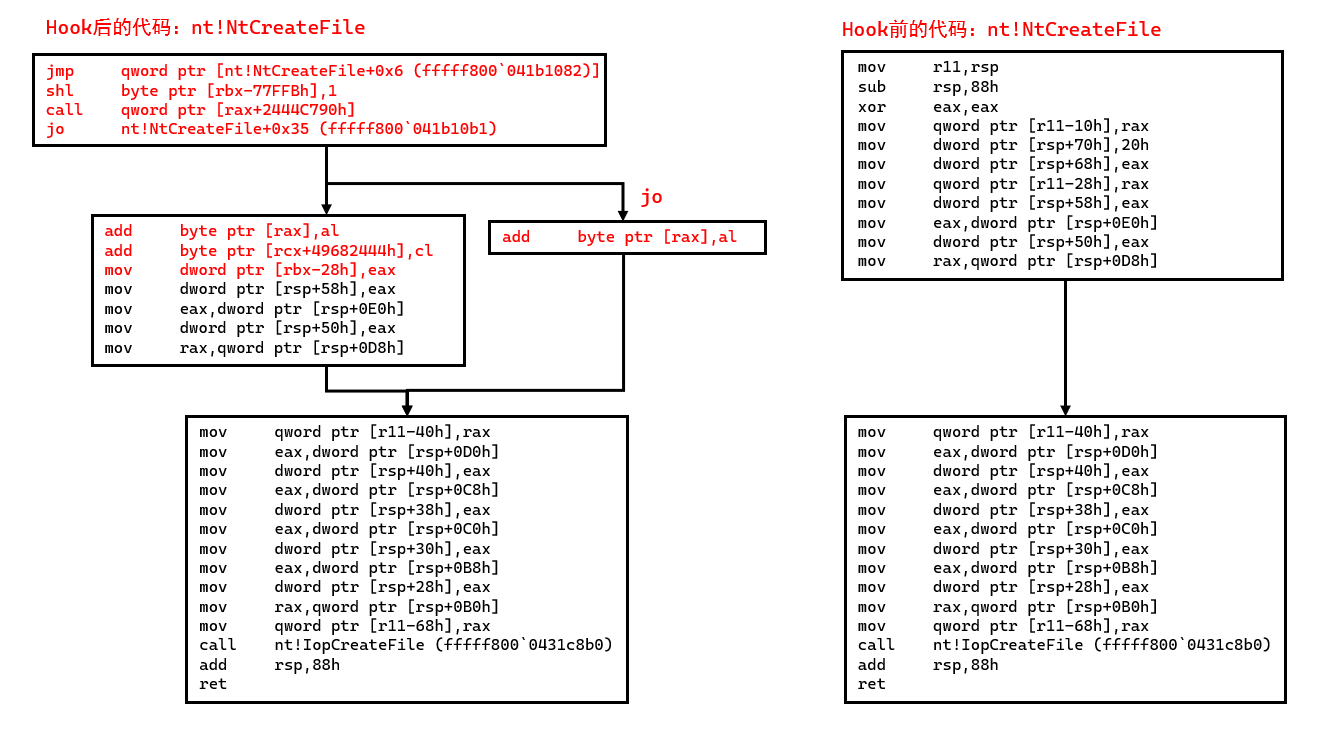 Hook后的代码：nt!NtCreateFile
jmp qword ptr [nt!NtCreateFile+0x6 (fffff800`041b1082)]
shl byte ptr [rbx-77FFBh],1
call qword ptr [rax+2444C790h]
jo nt!NtCreateFile+0x35 (fffff800`041b10b1)
jo
add byte ptr [rax],al
add byte ptr [rcx+49682444h],cl
mov dword ptr [rbx-28h],eax
mov dword ptr [rsp+58h],eax
mov eax,dword ptr [rsp+0E0h]
mov dword ptr [rsp+50h],eax
mov rax,qword ptr [rsp+0D8h]
add byte ptr [rax],al
mov qword ptr [r11-40h],rax
mov eax,dword ptr [rsp+0D0h]
mov dword ptr [rsp+40h],eax
mov eax,dword ptr [rsp+0C8h]
mov dword ptr [rsp+38h],eax
mov eax,dword ptr [rsp+0C0h]
mov dword ptr [rsp+30h],eax
mov eax,dword ptr [rsp+0B8h]
mov dword ptr [rsp+28h],eax
mov rax,qword ptr [rsp+0B0h]
mov qword ptr [r11-68h],rax
call nt!IopCreateFile (fffff800`0431c8b0)
add rsp,88h
ret
Hook前的代码：nt!NtCreateFile
mov r11,rsp
sub rsp,88h
xor eax,eax
mov qword ptr [r11-10h],rax
mov dword ptr [rsp+70h],20h
mov dword ptr [rsp+68h],eax
mov qword ptr [r11-28h],rax
mov dword ptr [rsp+58h],eax
mov eax,dword ptr [rsp+0E0h]
mov dword ptr [rsp+50h],eax
mov rax,qword ptr [rsp+0D8h]
mov qword ptr [r11-40h],rax
mov eax,dword ptr [rsp+0D0h]
mov dword ptr [rsp+40h],eax
mov eax,dword ptr [rsp+0C8h]
mov dword ptr [rsp+38h],eax
mov eax,dword ptr [rsp+0C0h]
mov dword ptr [rsp+30h],eax
mov eax,dword ptr [rsp+0B8h]
mov dword ptr [rsp+28h],eax
mov rax,qword ptr [rsp+0B0h]
mov qword ptr [r11-68h],rax
call nt!IopCreateFile (fffff800`0431c8b0)
add rsp,88h
ret